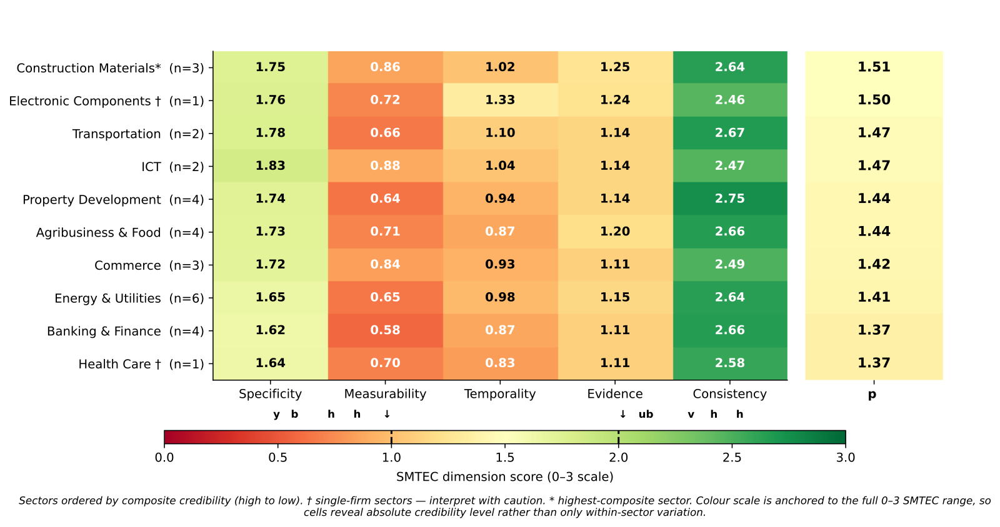 Construction Materials* (n=3) 1.75 0.86 1.02 1.25 2.64 1.51
Electronic Components † (n=1) 1.76 0.72 1.33 1.24 2.46 1.50
Transportation (n=2) 1.78 0.66 1.10 1.14 2.67 1.47
ICT (n=2) 1.83 0.88 1.04 1.14 2.47 1.47
Property Development (n=4) 1.74 0.64 0.94 1.14 2.75 1.44
Agribusiness & Food (n=4) 1.73 0.71 0.87 1.20 2.66 1.44
Commerce (n=3) 1.72 0.84 0.93 1.11 2.49 1.42
Energy & Utilities (n=6) 1.65 0.65 0.98 1.15 2.64 1.41
Banking & Finance (n=4) 1.62 0.58 0.87 1.11 2.66 1.37
Health Care † (n=1) 1.64 0.70 0.83 1.11 2.58 1.37
Specificity Measurability Temporality Evidence Consistency p
y b h h ↓ ↓ ub v h h
0.0 0.5 1.0 1.5 2.0 2.5 3.0
SMTEC dimension score (0–3 scale)
Sectors ordered by composite credibility (high to low). † single-firm sectors — interpret with caution. * highest-composite sector. Colour scale is anchored to the full 0–3 SMTEC range, so
cells reveal absolute credibility level rather than only within-sector variation.